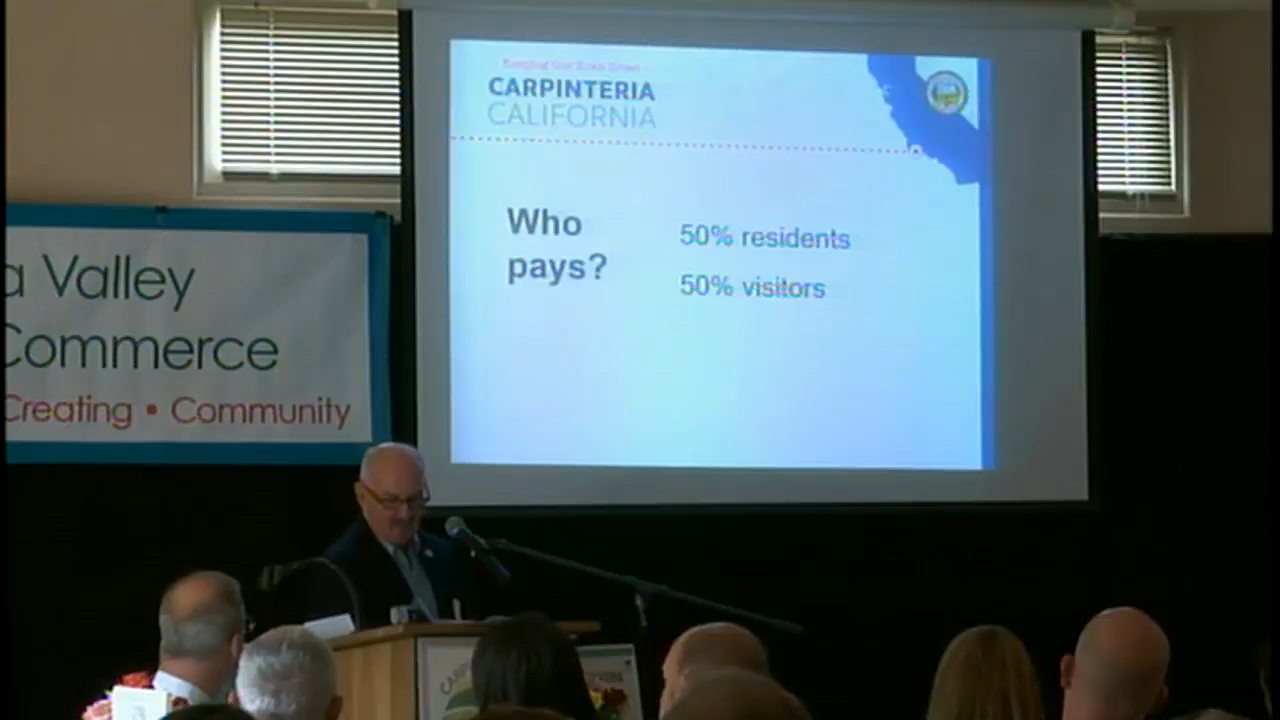 CARPINTERIA
CALIFORNIA
Who
pays?
50% residents
50% visitors
a Valley
Commerce
Creating • Community